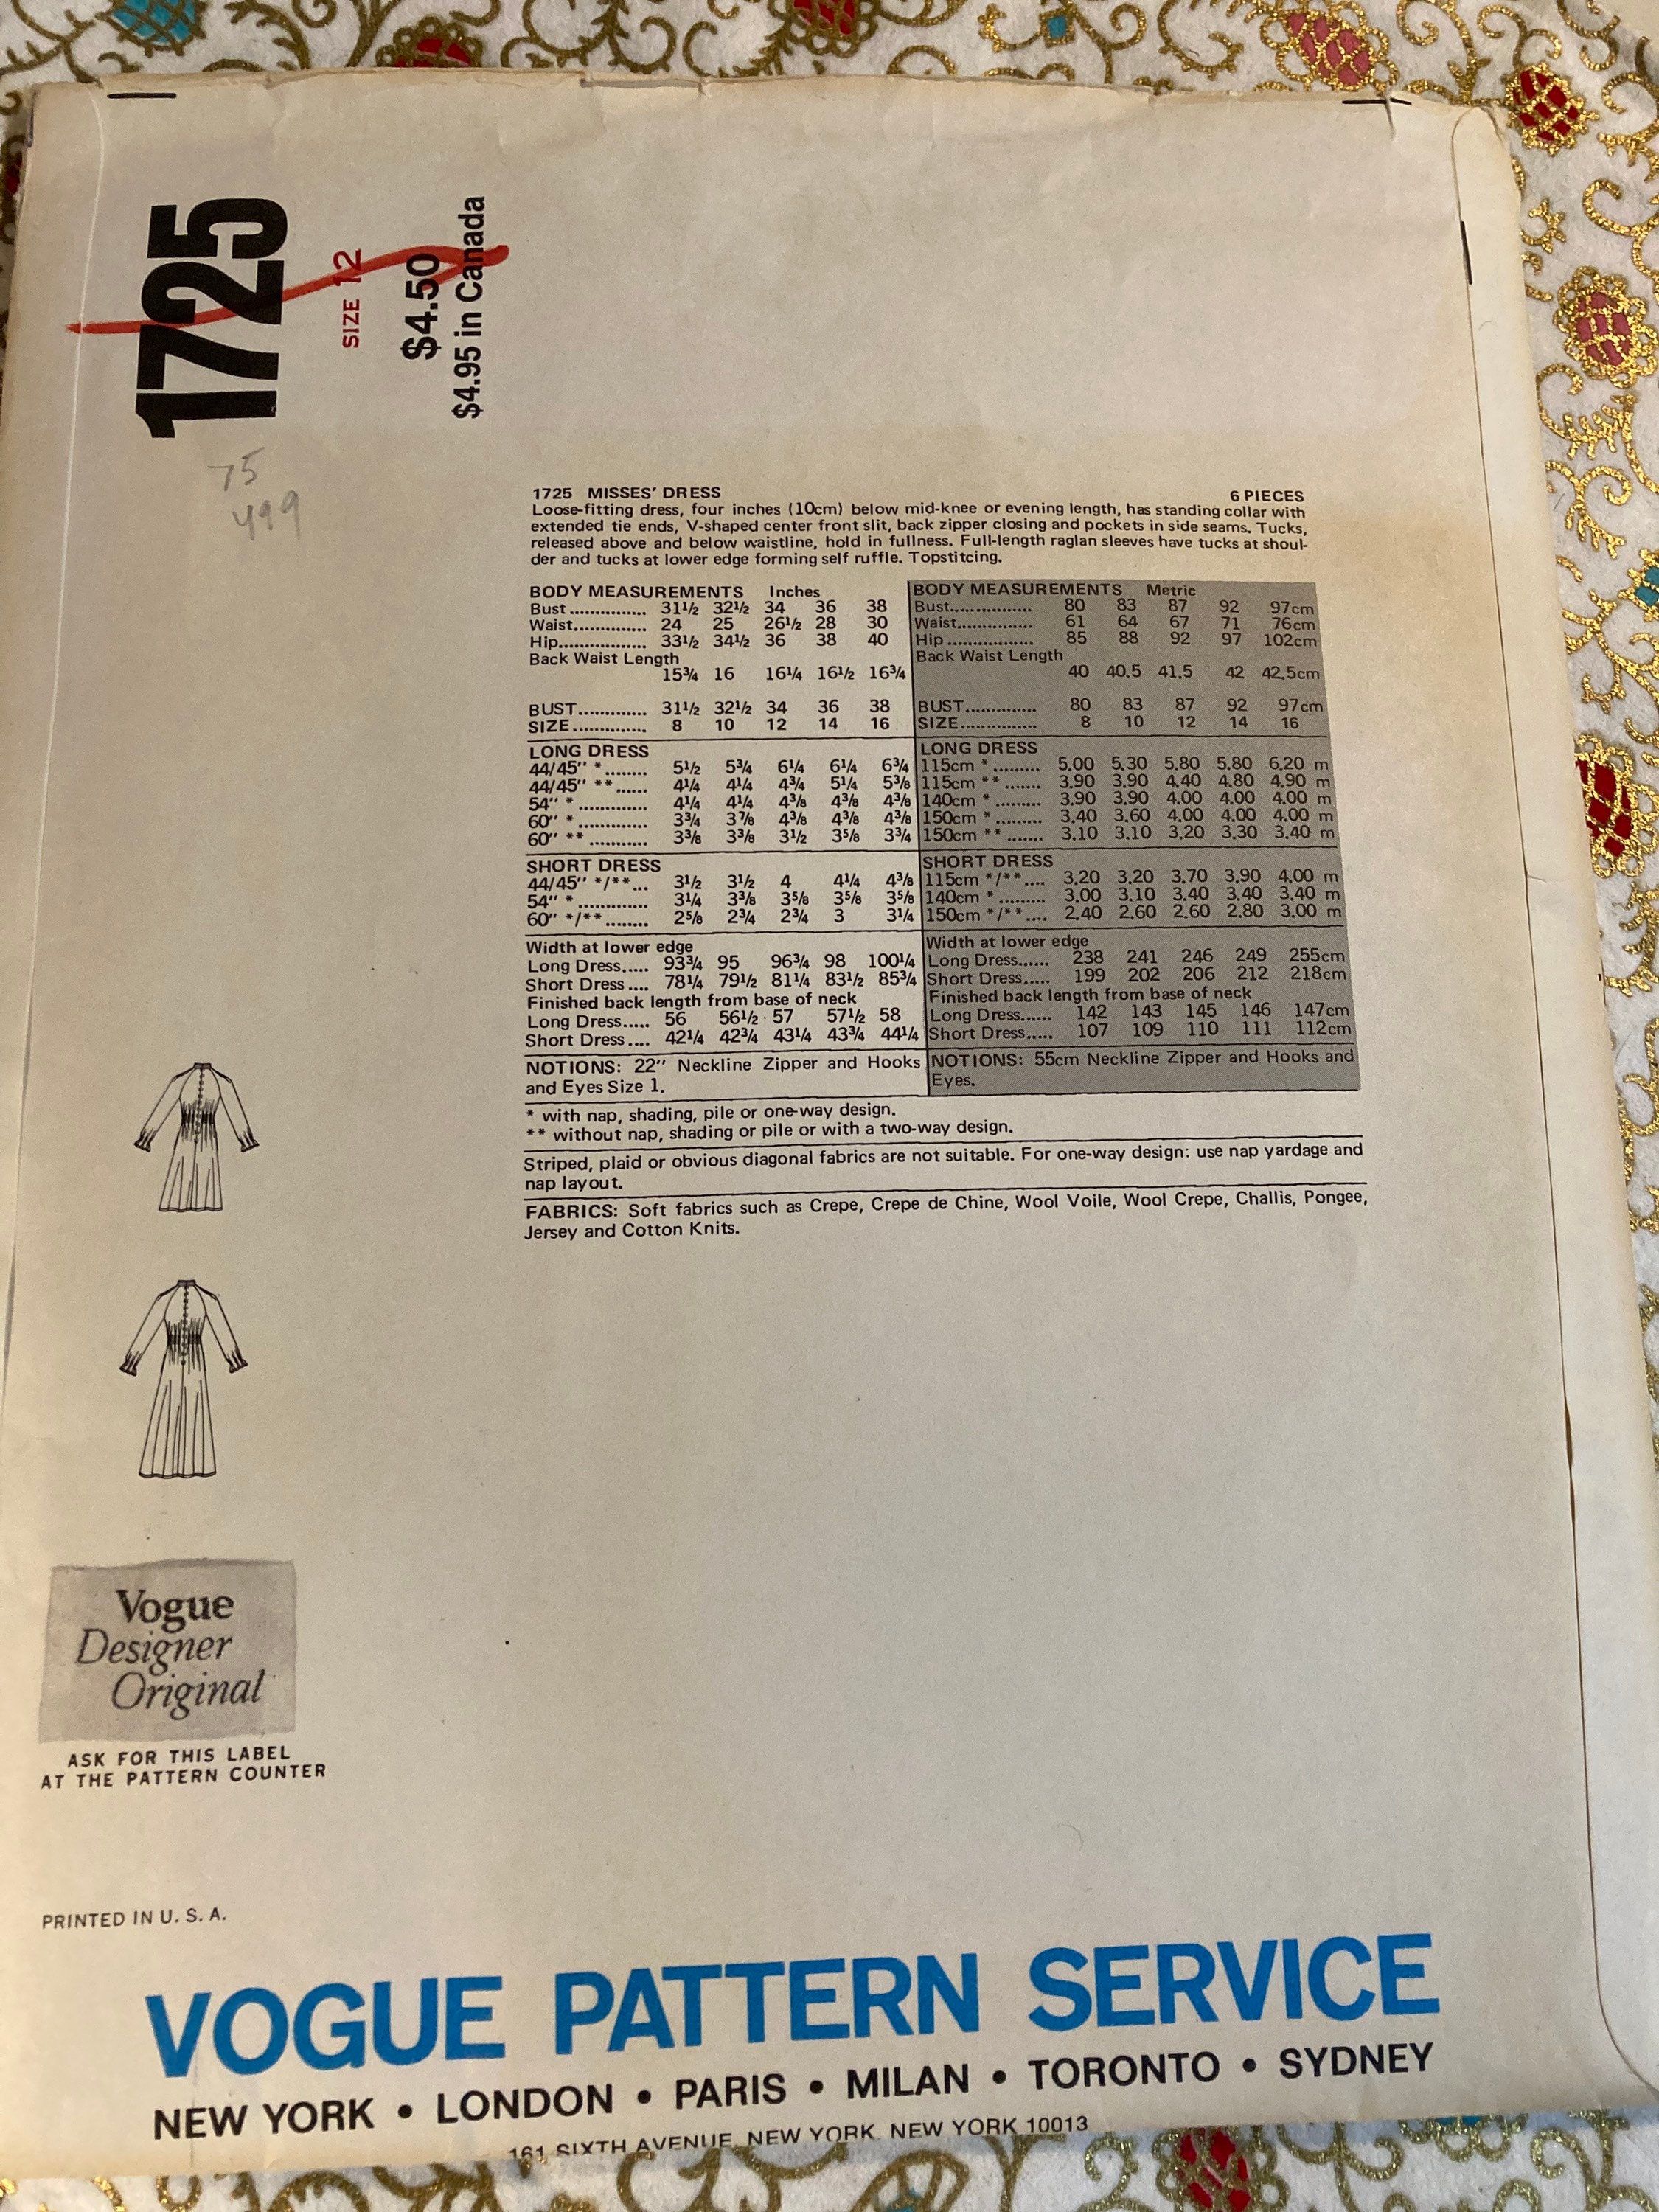 1725
SIZE 12
$4.50
$4.95 in Canada
75
499
1725 MISSES' DRESS 6 PIECES
Loose-fitting dress, four inches (10cm) below mid-knee or evening length, has standing collar with
extended tie ends, V-shaped center front slit, back zipper closing and pockets in side seams. Tucks,
released above and below waistline, hold in fullness. Full-length raglan sleeves have tucks at shoul-
der and tucks at lower edge forming self ruffle. Topstitcing.
BODY MEASUREMENTS Inches
Bust ............... 31½ 32½ 34 36 38
Waist.............. 24 25 26½ 28 30
Hip................. 33½ 34½ 36 38 40
Back Waist Length
15¾ 16 16¼ 16½ 16¾
BUST............. 31½ 32½ 34 36 38
SIZE.............. 8 10 12 14 16
LONG DRESS
44/45" * ........ 5½ 5¾ 6¼ 6¼ 6¾
44/45" ** ...... 4¼ 4¼ 4¾ 5¼ 5⅜
54" * ............. 4¼ 4¼ 4⅜ 4⅜ 4⅜
60" * ............. 3¾ 3⅞ 4⅜ 4⅜ 4⅜
60" ** ........... 3⅜ 3⅜ 3½ 3⅝ 3¾
SHORT DRESS
44/45" */**... 3½ 3½ 4 4¼ 4⅜
54" * ............. 3¼ 3⅜ 3⅝ 3⅝ 3⅝
60" */** ........ 2⅝ 2¾ 2¾ 3 3¼
Width at lower edge
Long Dress..... 93¾ 95 96¾ 98 100¼
Short Dress .... 78¼ 79½ 81¼ 83½ 85¾
Finished back length from base of neck
Long Dress..... 56 56½ 57 57½ 58
Short Dress .... 42¼ 42¾ 43¼ 43¾ 44¼
NOTIONS: 22" Neckline Zipper and Hooks
and Eyes Size 1.
BODY MEASUREMENTS Metric
Bust................ 80 83 87 92 97cm
Waist............... 61 64 67 71 76cm
Hip ................. 85 88 92 97 102cm
Back Waist Length
40 40.5 41.5 42 42.5cm
BUST.............. 80 83 87 92 97cm
SIZE............... 8 10 12 14 16
LONG DRESS
115cm * ......... 5.00 5.30 5.80 5.80 6.20 m
115cm ** ....... 3.90 3.90 4.40 4.80 4.90 m
140cm * ......... 3.90 3.90 4.00 4.00 4.00 m
150cm * ......... 3.40 3.60 4.00 4.00 4.00 m
150cm ** ....... 3.10 3.10 3.20 3.30 3.40 m
SHORT DRESS
115cm */**.... 3.20 3.20 3.70 3.90 4.00 m
140cm * ......... 3.00 3.10 3.40 3.40 3.40 m
150cm */** .... 2.40 2.60 2.60 2.80 3.00 m
Width at lower edge
Long Dress...... 238 241 246 249 255cm
Short Dress..... 199 202 206 212 218cm
Finished back length from base of neck
Long Dress...... 142 143 145 146 147cm
Short Dress..... 107 109 110 111 112cm
NOTIONS: 55cm Neckline Zipper and Hooks and
Eyes.
* with nap, shading, pile or one-way design.
** without nap, shading or pile or with a two-way design.
Striped, plaid or obvious diagonal fabrics are not suitable. For one-way design: use nap yardage and
nap layout.
FABRICS: Soft fabrics such as Crepe, Crepe de Chine, Wool Voile, Wool Crepe, Challis, Pongee,
Jersey and Cotton Knits.
Vogue
Designer
Original
ASK FOR THIS LABEL
AT THE PATTERN COUNTER
PRINTED IN U. S. A.
VOGUE PATTERN SERVICE
NEW YORK • LONDON • PARIS • MILAN • TORONTO • SYDNEY
161 SIXTH AVENUE, NEW YORK, NEW YORK 10013